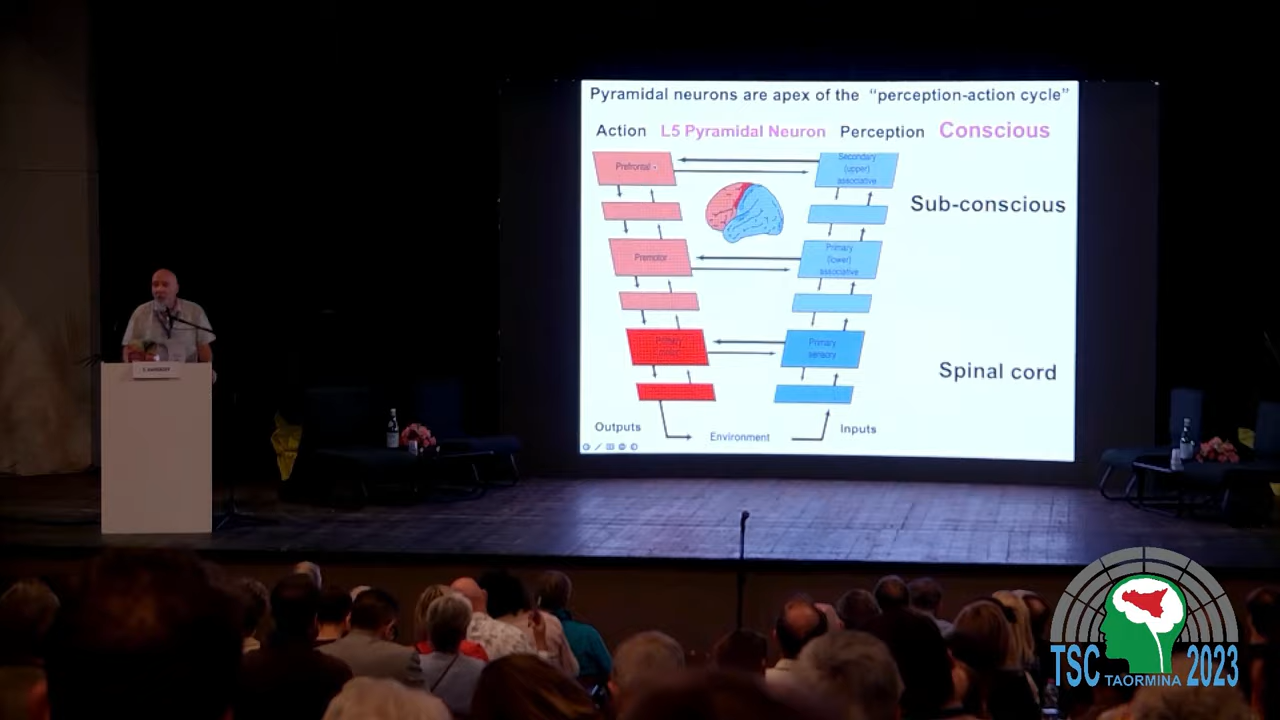 Pyramidal neurons are apex of the “perception-action cycle”
Action L5 Pyramidal Neuron Perception Conscious
Prefrontal
Secondary
(upper)
associative
Sub-conscious
Premotor
Primary
(lower)
associative
Primary
Primary
sensory
Spinal cord
Outputs
Environment
Inputs
TSC TAORMINA 2023